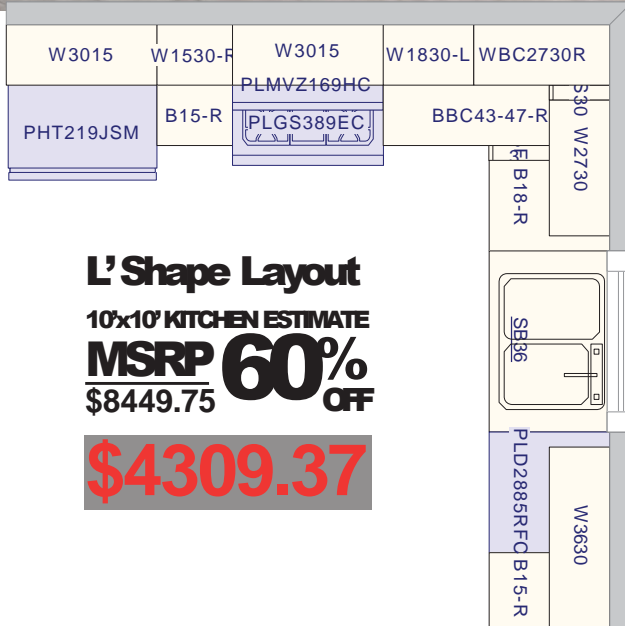 W3015 W1530-R W3015 W1830-L WBC2730R
PLMVZ169HC
PHT219JSM B15-R PLGS389EC BBC43-47-R
S30 W2730
B18-R
SB36
PLD2885RFC
W3630
B15-R
L' Shape Layout
10'x10' KITCHEN ESTIMATE
MSRP 60% OFF
$8449.75
$4309.37